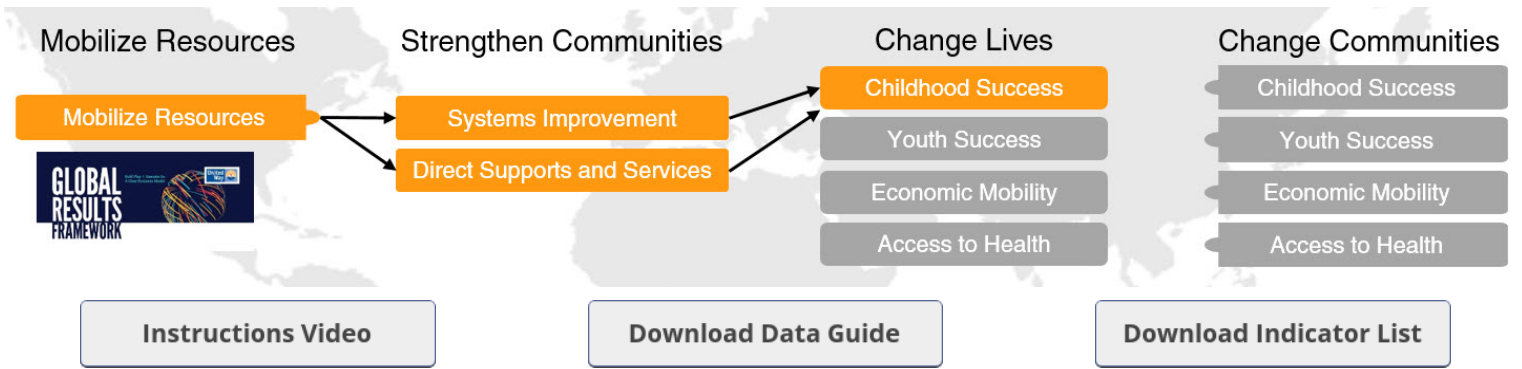 Mobilize Resources
Strengthen Communities
Change Lives
Change Communities
Mobilize Resources
Systems Improvement
Direct Supports and Services
Childhood Success
Youth Success
Economic Mobility
Access to Health
Childhood Success
Youth Success
Economic Mobility
Access to Health
GLOBAL
RESULTS
FRAMEWORK
United
Way
Instructions Video
Download Data Guide
Download Indicator List